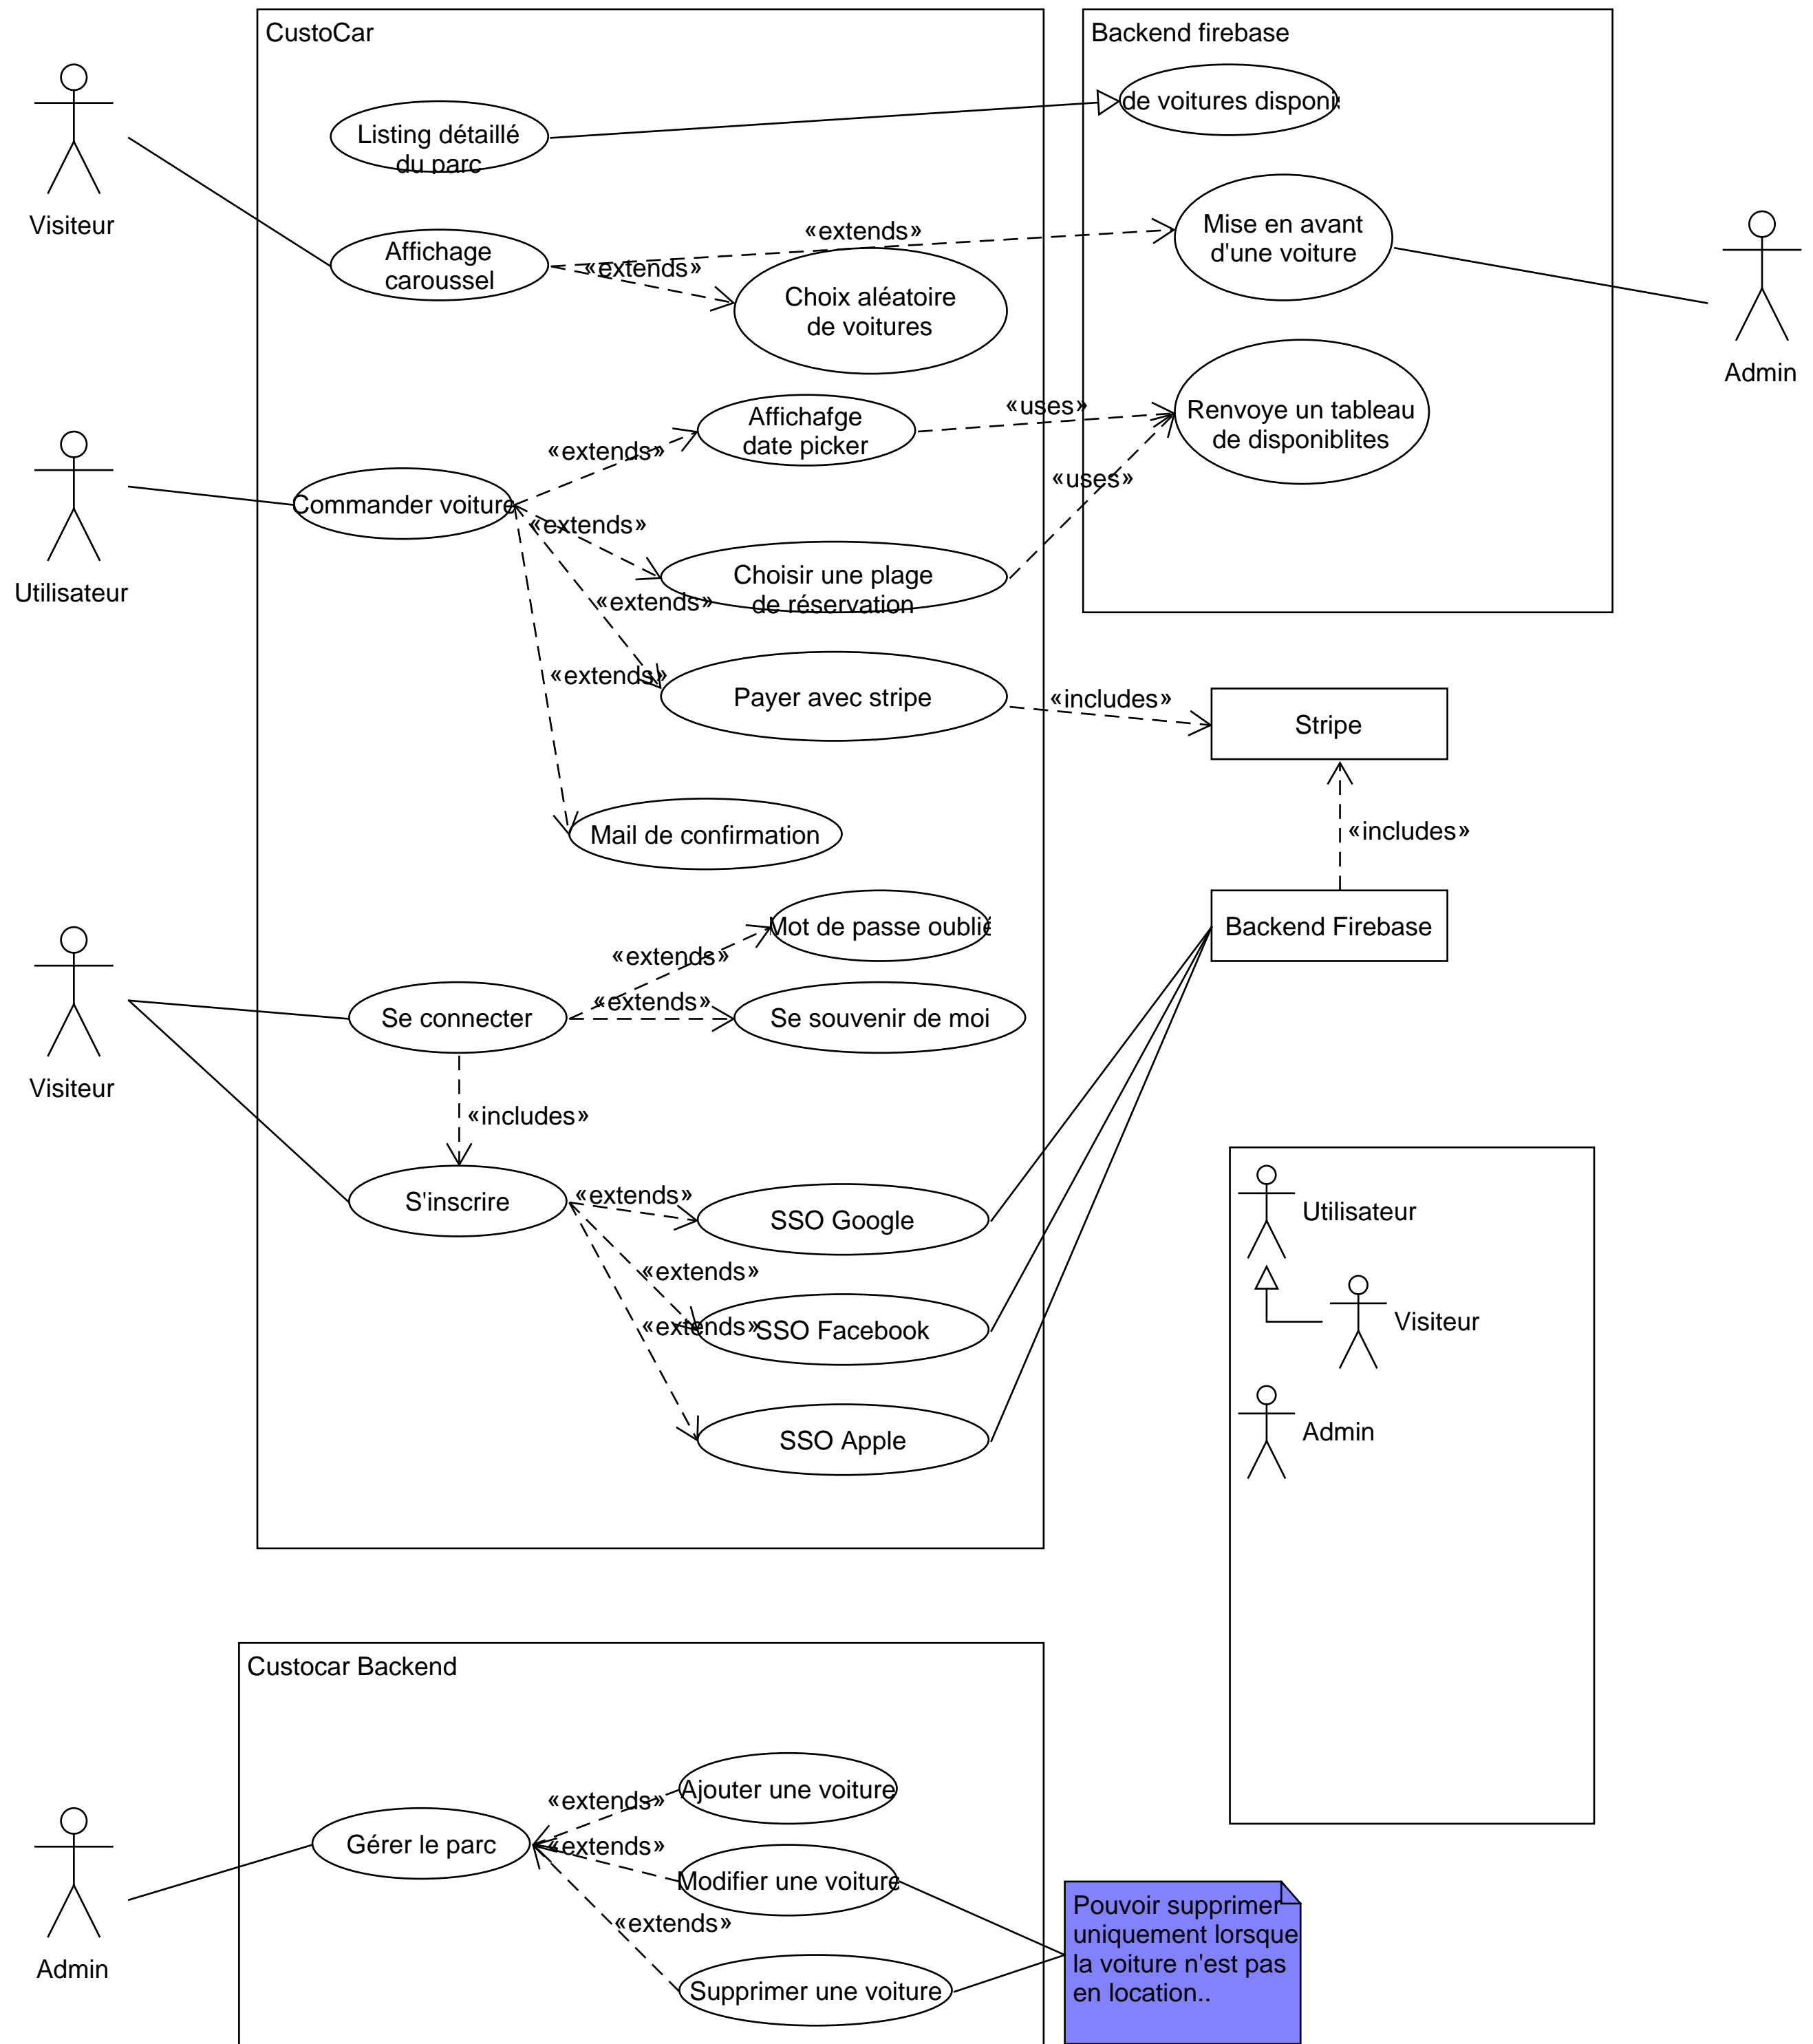 CustoCar
Backend firebase
de voitures disponi
Listing détaillé
du parc
Visiteur
Mise en avant
d'une voiture
«extends»
Affichage
caroussel
«extends»
Choix aléatoire
de voitures
Admin
Affichafge
date picker
«uses»
Renvoye un tableau
de disponiblites
«extends»
«uses»
Commander voiture
«extends»
Utilisateur
Choisir une plage
de réservation
«extends»
«extends»
Payer avec stripe
«includes»
Stripe
«includes»
Mail de confirmation
Mot de passe oublié
Backend Firebase
«extends»
«extends»
Se connecter
Se souvenir de moi
Visiteur
«includes»
S'inscrire
«extends»
SSO Google
Utilisateur
«extends»
«extends»
SSO Facebook
Visiteur
SSO Apple
Admin
Custocar Backend
«extends»
Ajouter une voiture
Gérer le parc
«extends»
Modifier une voiture
«extends»
Supprimer une voiture
Admin
Pouvoir supprimer
uniquement lorsque
la voiture n'est pas
en location..